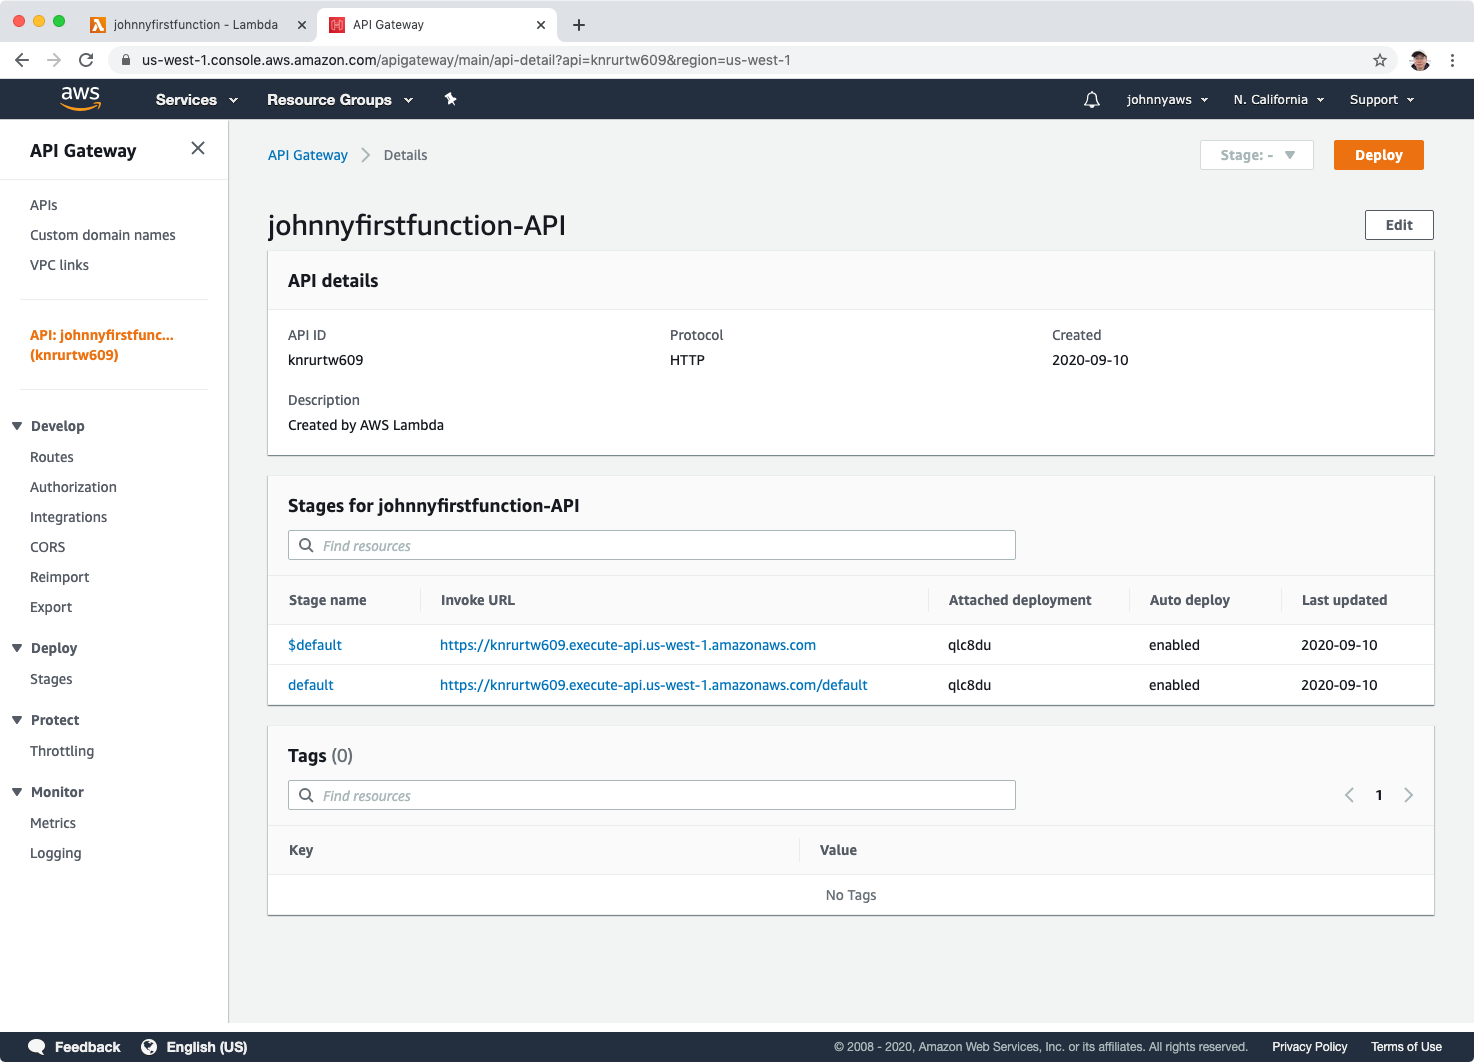 johnnyfirstfunction - Lambda
API Gateway
us-west-1.console.aws.amazon.com/apigateway/main/api-detail?api=knrurtw609&region=us-west-1
aws
Services
Resource Groups
johnnyaws
N. California
Support
API Gateway
APIs
Custom domain names
VPC links
API: johnnyfirstfunc...
(knrurtw609)
Develop
Routes
Authorization
Integrations
CORS
Reimport
Export
Deploy
Stages
Protect
Throttling
Monitor
Metrics
Logging
API Gateway
Details
Stage: -
Deploy
johnnyfirstfunction-API
Edit
API details
API ID
knrurtw609
Protocol
HTTP
Created
2020-09-10
Description
Created by AWS Lambda
Stages for johnnyfirstfunction-API
Find resources
Stage name Invoke URL Attached deployment Auto deploy Last updated
$default https://knrurtw609.execute-api.us-west-1.amazonaws.com qlc8du enabled 2020-09-10
default https://knrurtw609.execute-api.us-west-1.amazonaws.com/default qlc8du enabled 2020-09-10
Tags (0)
Find resources
1
Key Value
No Tags
Feedback
English (US)
© 2008 - 2020, Amazon Web Services, Inc. or its affiliates. All rights reserved.
Privacy Policy
Terms of Use